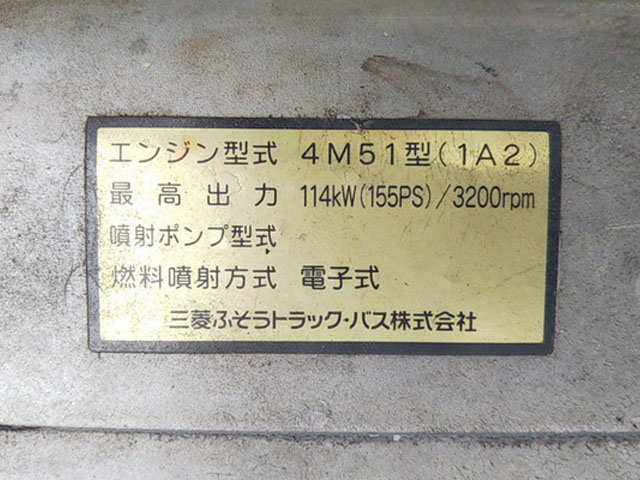 エンジン型式 4M51型(1A2)
最高出力 114kW(155PS)/3200rpm
噴射ポンプ型式
燃料噴射方式 電子式
三菱ふそうトラック・バス株式会社